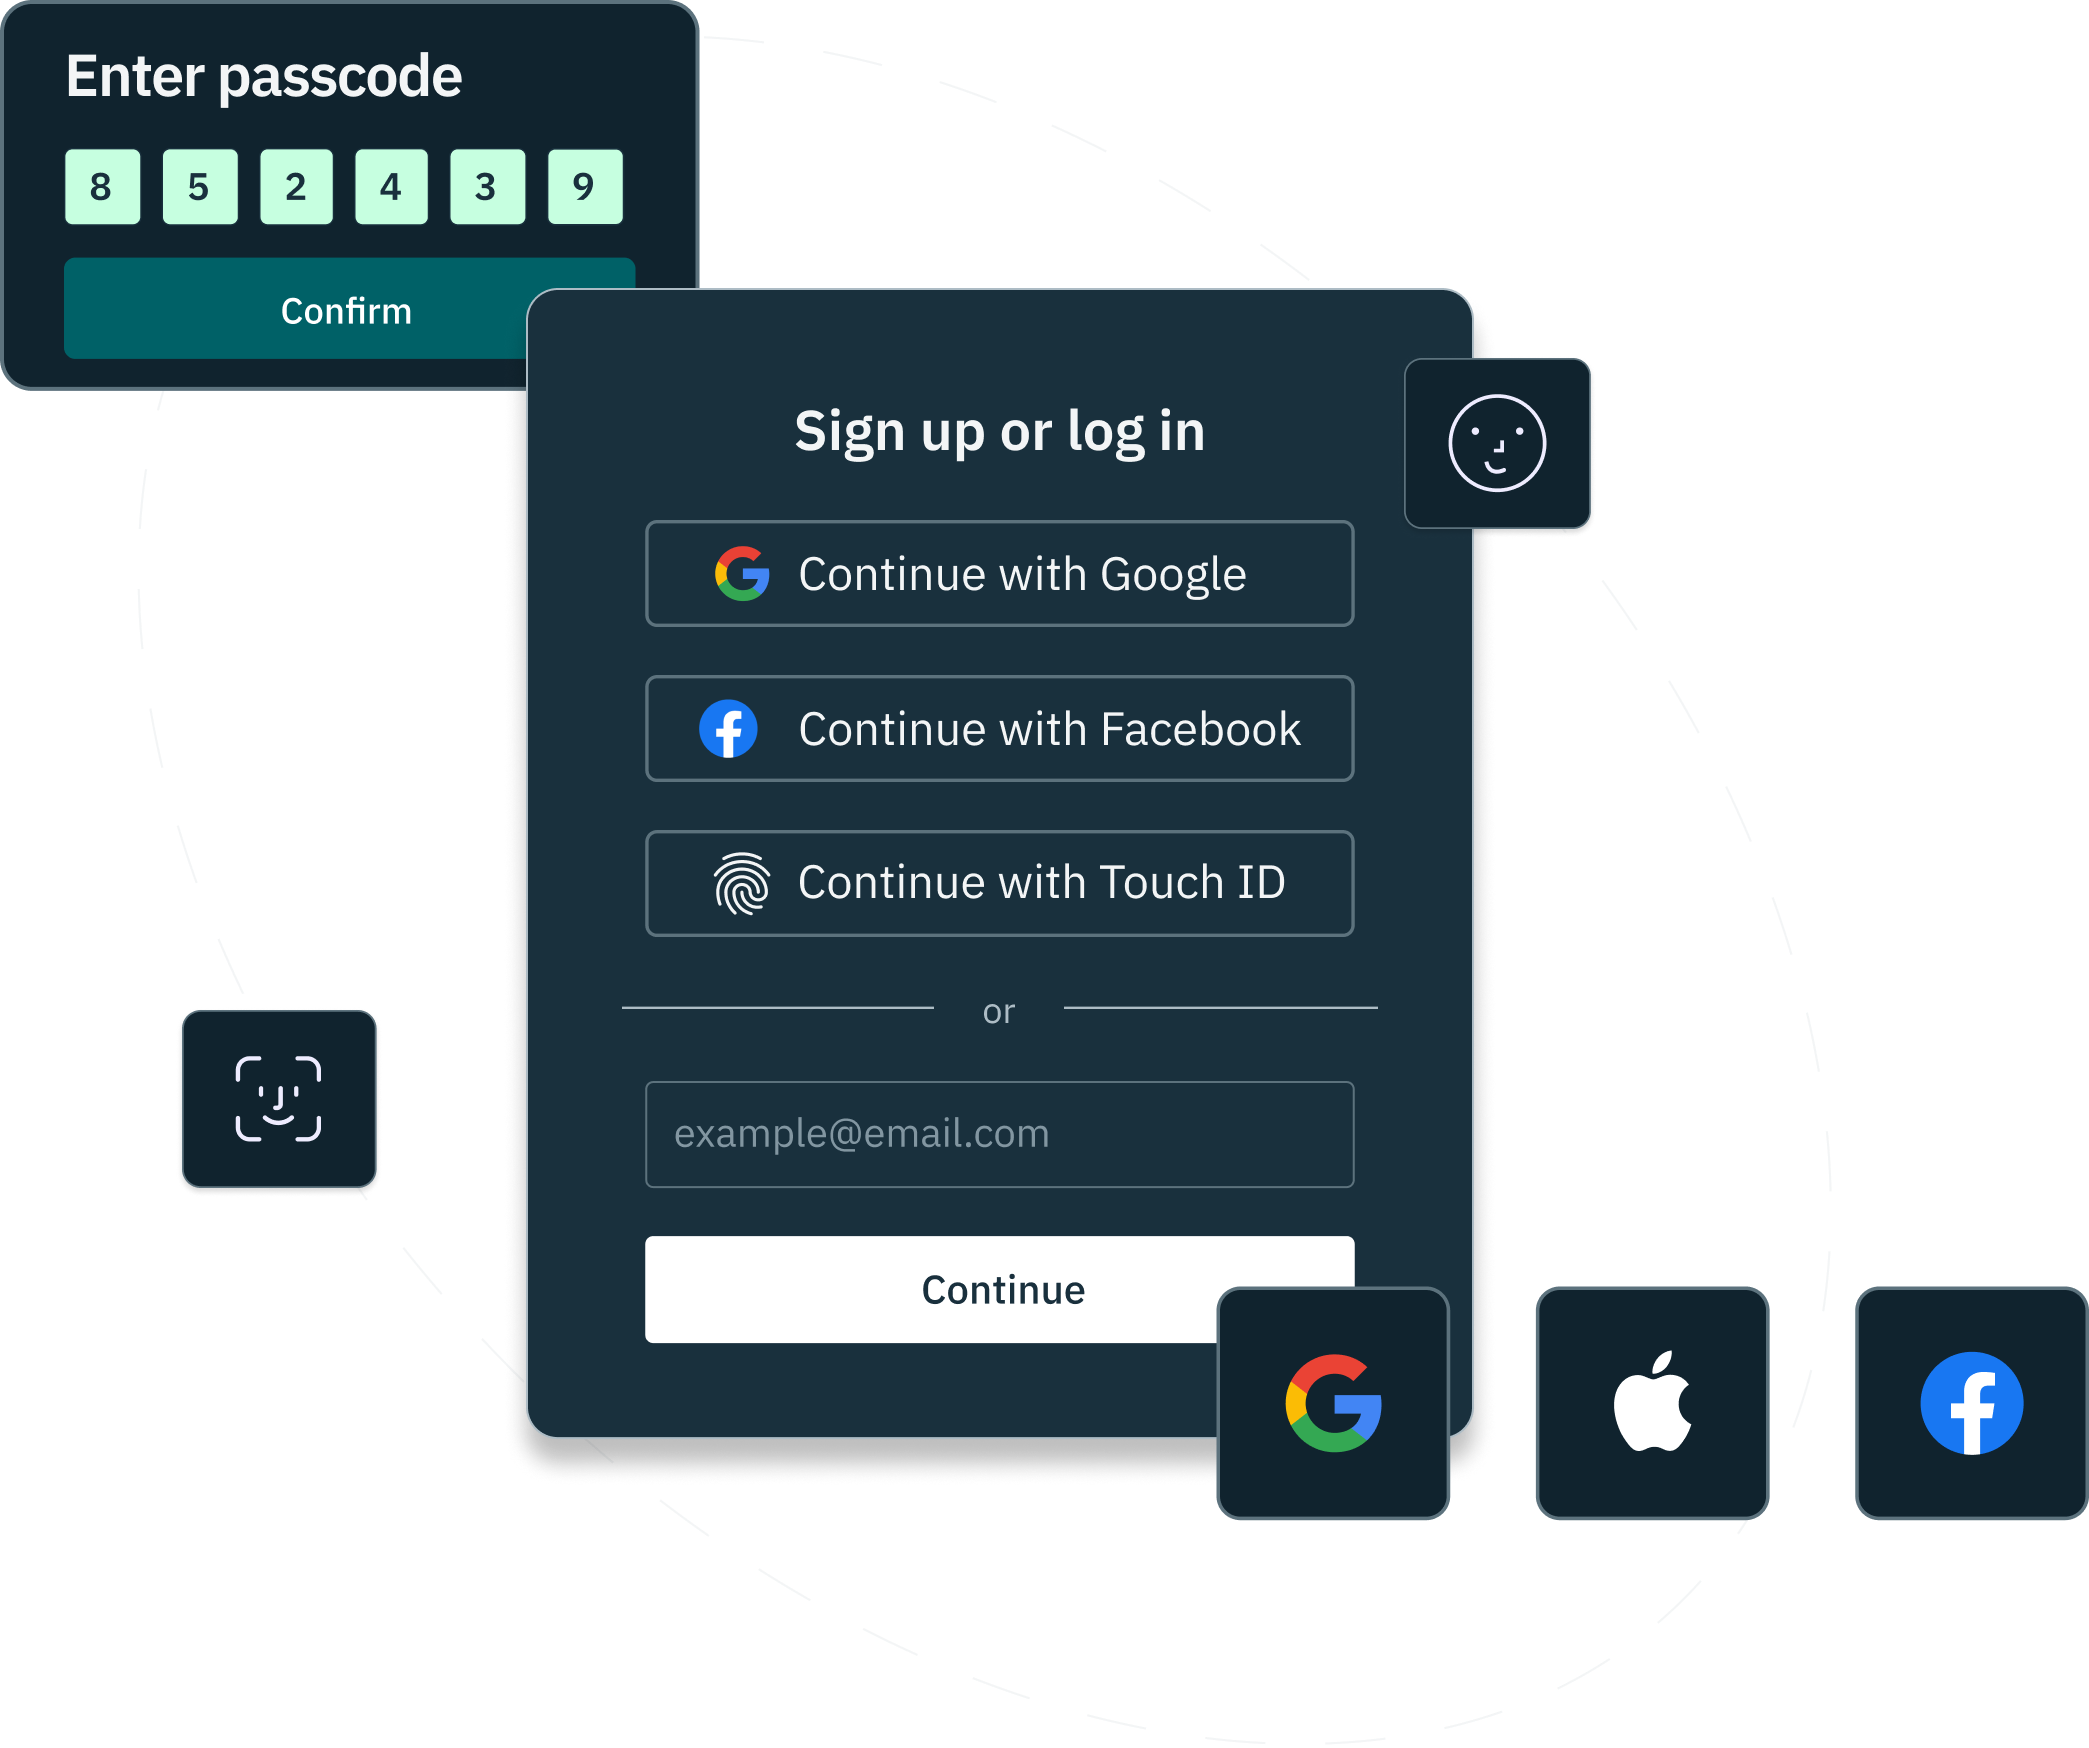 Enter passcode
8 5 2 4 3 9
Confirm
Sign up or log in
Continue with Google
Continue with Facebook
Continue with Touch ID
or
example@email.com
Continue